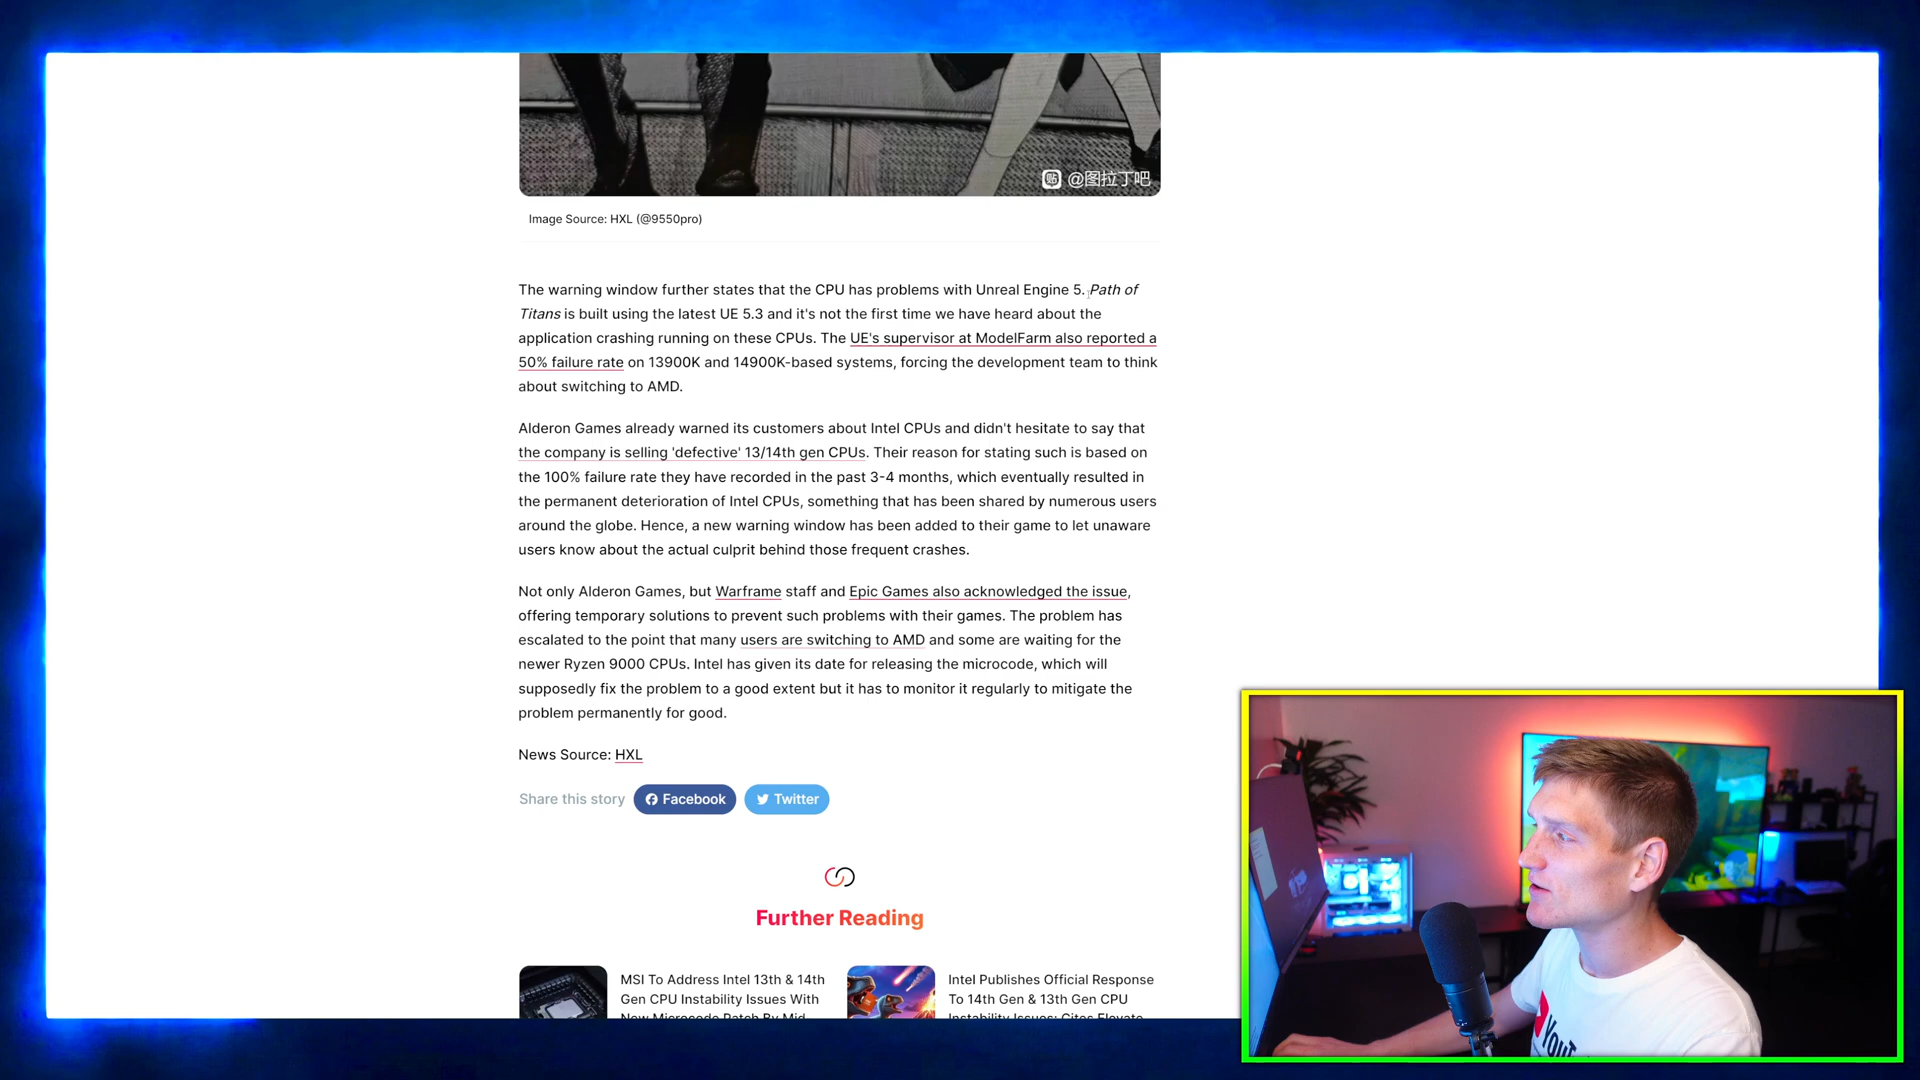 @图拉丁吧
Image Source: HXL (@9550pro)
The warning window further states that the CPU has problems with Unreal Engine 5. Path of
Titans is built using the latest UE 5.3 and it's not the first time we have heard about the
application crashing running on these CPUs. The UE's supervisor at ModelFarm also reported a
50% failure rate on 13900K and 14900K-based systems, forcing the development team to think
about switching to AMD.
Alderon Games already warned its customers about Intel CPUs and didn't hesitate to say that
the company is selling 'defective' 13/14th gen CPUs. Their reason for stating such is based on
the 100% failure rate they have recorded in the past 3-4 months, which eventually resulted in
the permanent deterioration of Intel CPUs, something that has been shared by numerous users
around the globe. Hence, a new warning window has been added to their game to let unaware
users know about the actual culprit behind those frequent crashes.
Not only Alderon Games, but Warframe staff and Epic Games also acknowledged the issue,
offering temporary solutions to prevent such problems with their games. The problem has
escalated to the point that many users are switching to AMD and some are waiting for the
newer Ryzen 9000 CPUs. Intel has given its date for releasing the microcode, which will
supposedly fix the problem to a good extent but it has to monitor it regularly to mitigate the
problem permanently for good.
News Source: HXL
Share this story Facebook Twitter
Further Reading
MSI To Address Intel 13th & 14th
Gen CPU Instability Issues With
New Microcode Patch By Mid
Intel Publishes Official Response
To 14th Gen & 13th Gen CPU
Instability Issues: Cites Elevate